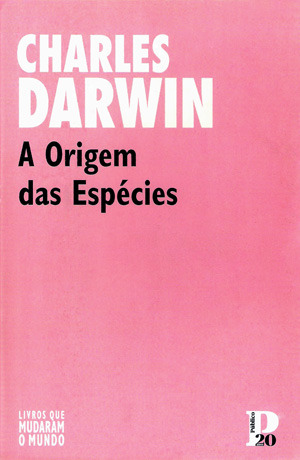 CHARLES
DARWIN
A Origem
das Espécies
LIVROS QUE
MUDARAM
O MUNDO
P
Público
20